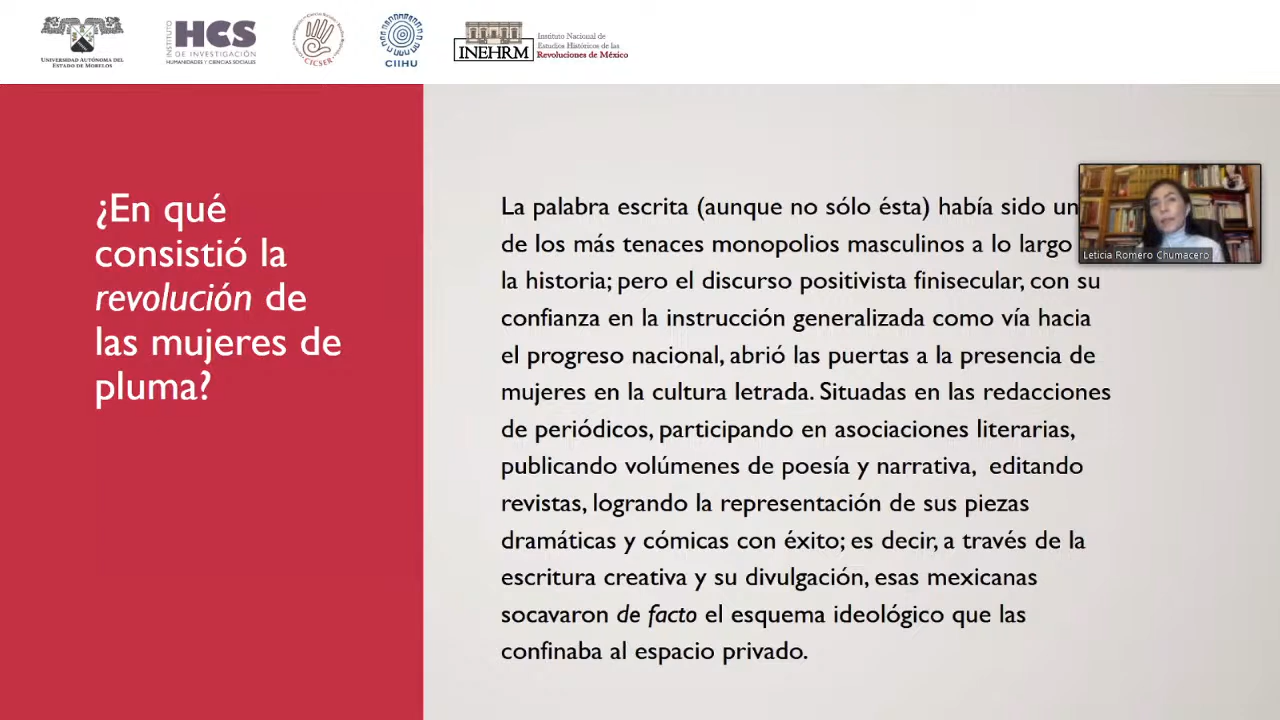 UNIVERSIDAD AUTÓNOMA DEL
ESTADO DE MORELOS
INSTITUTO
HCS
DE INVESTIGACIÓN
HUMANIDADES Y CIENCIAS SOCIALES
CICSER
CIIHU
INEHRM
Instituto Nacional de
Estudios Históricos de las
Revoluciones de México
¿En qué
consistió la
revolución de
las mujeres de
pluma?
La palabra escrita (aunque no sólo ésta) había sido un
de los más tenaces monopolios masculinos a lo largo
la historia; pero el discurso positivista finisecular, con su
confianza en la instrucción generalizada como vía hacia
el progreso nacional, abrió las puertas a la presencia de
mujeres en la cultura letrada. Situadas en las redacciones
de periódicos, participando en asociaciones literarias,
publicando volúmenes de poesía y narrativa,  editando
revistas, logrando la representación de sus piezas
dramáticas y cómicas con éxito; es decir, a través de la
escritura creativa y su divulgación, esas mexicanas
socavaron de facto el esquema ideológico que las
confinaba al espacio privado.
Leticia Romero Chumacero